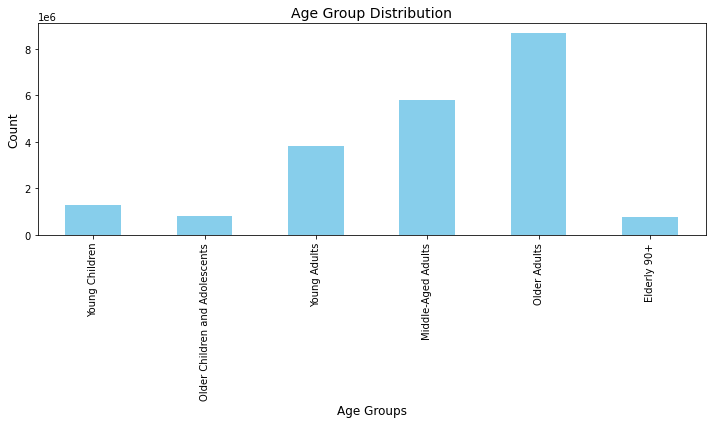 Age Group Distribution
1e6
Count
8
6
4
2
0
Young Children
Older Children and Adolescents
Young Adults
Middle-Aged Adults
Older Adults
Elderly 90+
Age Groups